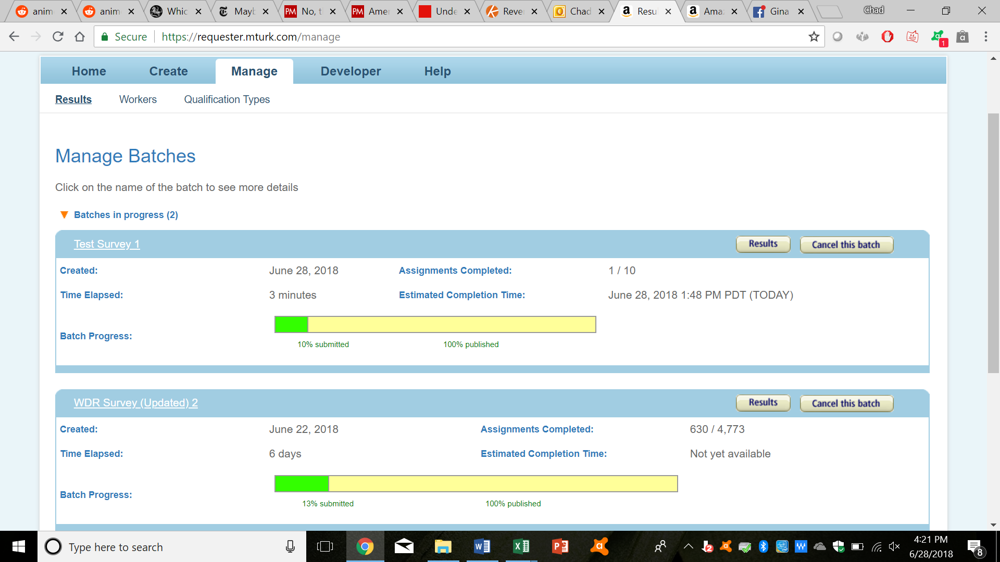 anim
anim
Whic
Mayb
No, t
Amer
Unde
Reve
Chad
Resul
Amaz
Gina
Chad
Secure
https://requester.mturk.com/manage
1
Home
Create
Manage
Developer
Help
Results
Workers
Qualification Types
Manage Batches
Click on the name of the batch to see more details
Batches in progress (2)
Test Survey 1
Results
Cancel this batch
Created:
June 28, 2018
Assignments Completed:
1 / 10
Time Elapsed:
3 minutes
Estimated Completion Time:
June 28, 2018 1:48 PM PDT (TODAY)
Batch Progress:
10% submitted
100% published
WDR Survey (Updated) 2
Results
Cancel this batch
Created:
June 22, 2018
Assignments Completed:
630 / 4,773
Time Elapsed:
6 days
Estimated Completion Time:
Not yet available
Batch Progress:
13% submitted
100% published
Type here to search
4:21 PM
6/28/2018
8